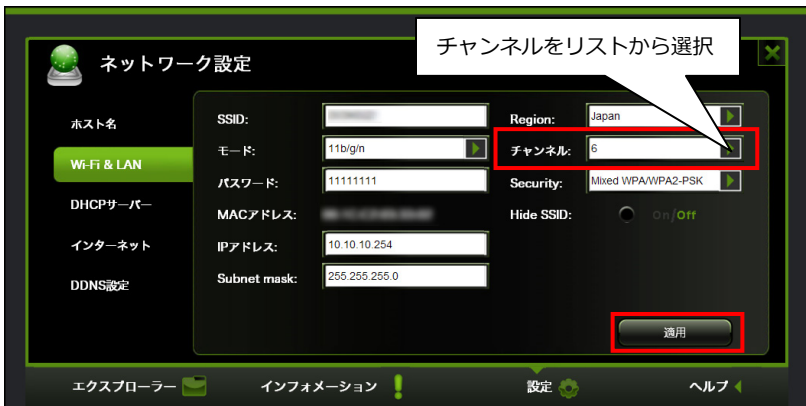 チャンネルをリストから選択
ネットワーク設定
ホスト名
Wi-Fi & LAN
DHCPサーバー
インターネット
DDNS設定
SSID:
Region: Japan
モード: 11b/g/n
チャンネル: 6
パスワード: 11111111
Security: Mixed WPA/WPA2-PSK
MACアドレス:
Hide SSID: On/Off
IPアドレス: 10.10.10.254
Subnet mask: 255.255.255.0
適用
エクスプローラー
インフォメーション
設定
ヘルプ